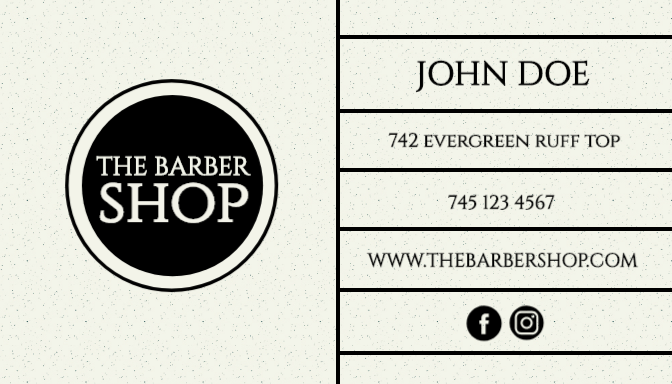 THE BARBER
SHOP
JOHN DOE
742 EVERGREEN RUFF TOP
745 123 4567
WWW.THEBARBERSHOP.COM